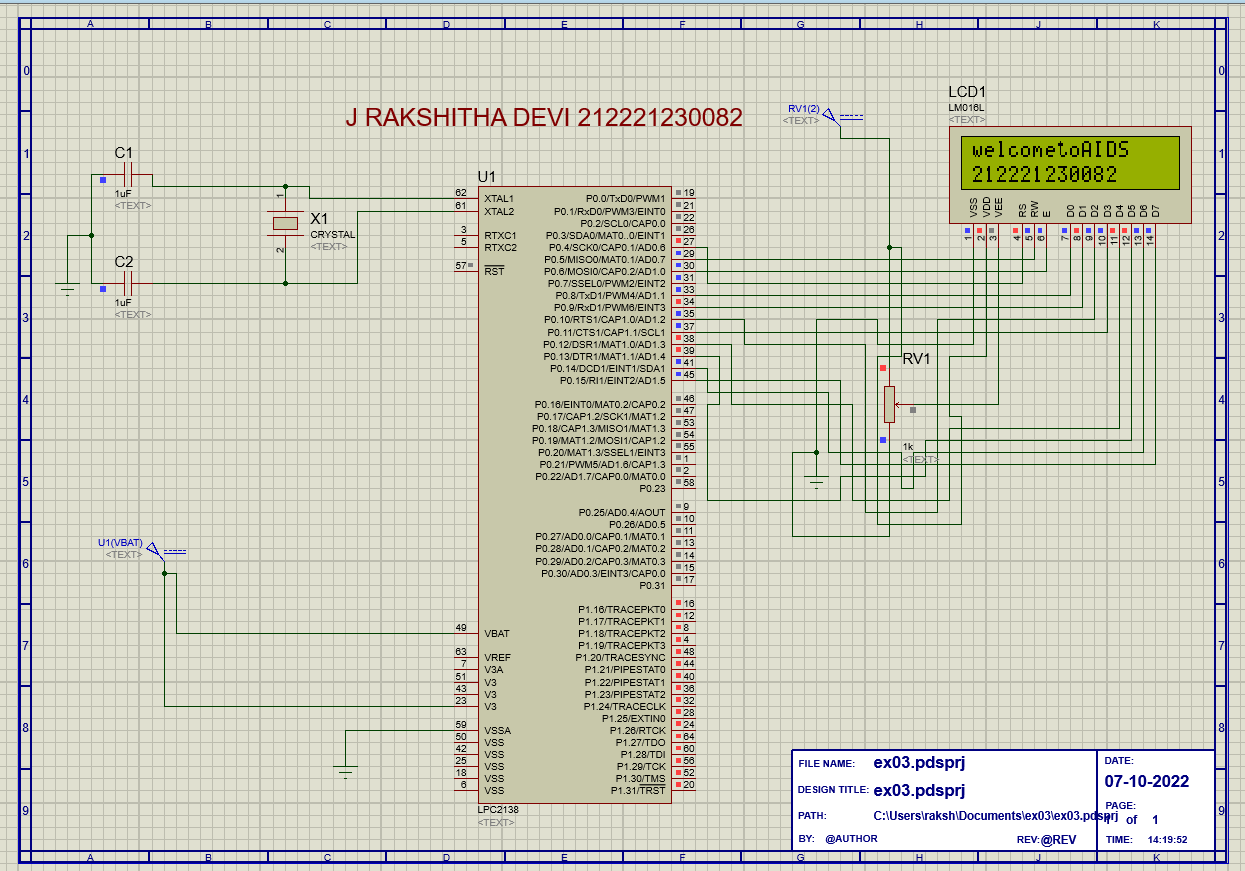 A B C D E F G H J K
0 0
1 1
2 2
3 3
4 4
5 5
6 6
7 7
8 8
9 9
J RAKSHITHA DEVI 212221230082
RV1(2)
<TEXT>
LCD1
LM016L
<TEXT>
welcometoAIDS
212221230082
VSS VDD VEE RS RW E D0 D1 D2 D3 D4 D5 D6 D7
1 2 3 4 5 6 7 8 9 10 11 12 13 14
C1
1uF
<TEXT>
1
X1
CRYSTAL
<TEXT>
2
C2
1uF
<TEXT>
U1
62 XTAL1
61 XTAL2
3 RTXC1
5 RTXC2
57 RST
P0.0/TxD0/PWM1 19
P0.1/RxD0/PWM3/EINT0 21
P0.2/SCL0/CAP0.0 22
P0.3/SDA0/MAT0.0/EINT1 26
P0.4/SCK0/CAP0.1/AD0.6 27
P0.5/MISO0/MAT0.1/AD0.7 29
P0.6/MOSI0/CAP0.2/AD1.0 30
P0.7/SSEL0/PWM2/EINT2 31
P0.8/TxD1/PWM4/AD1.1 33
P0.9/RxD1/PWM6/EINT3 34
P0.10/RTS1/CAP1.0/AD1.2 35
P0.11/CTS1/CAP1.1/SCL1 37
P0.12/DSR1/MAT1.0/AD1.3 38
P0.13/DTR1/MAT1.1/AD1.4 39
P0.14/DCD1/EINT1/SDA1 41
P0.15/RI1/EINT2/AD1.5 45
P0.16/EINT0/MAT0.2/CAP0.2 46
P0.17/CAP1.2/SCK1/MAT1.2 47
P0.18/CAP1.3/MISO1/MAT1.3 53
P0.19/MAT1.2/MOSI1/CAP1.2 54
P0.20/MAT1.3/SSEL1/EINT3 55
P0.21/PWM5/AD1.6/CAP1.3 1
P0.22/AD1.7/CAP0.0/MAT0.0 2
P0.23 58
P0.25/AD0.4/AOUT 9
P0.26/AD0.5 10
P0.27/AD0.0/CAP0.1/MAT0.1 11
P0.28/AD0.1/CAP0.2/MAT0.2 13
P0.29/AD0.2/CAP0.3/MAT0.3 14
P0.30/AD0.3/EINT3/CAP0.0 15
P0.31 17
P1.16/TRACEPKT0 16
P1.17/TRACEPKT1 12
P1.18/TRACEPKT2 8
P1.19/TRACEPKT3 4
P1.20/TRACESYNC 48
P1.21/PIPESTAT0 44
P1.22/PIPESTAT1 40
P1.23/PIPESTAT2 36
P1.24/TRACECLK 32
P1.25/EXTIN0 28
P1.26/RTCK 24
P1.27/TDO 64
P1.28/TDI 60
P1.29/TCK 56
P1.30/TMS 52
P1.31/TRST 20
RV1
1k
<TEXT>
U1(VBAT)
<TEXT>
49 VBAT
63 VREF
7 V3A
51 V3
43 V3
23 V3
59 VSSA
50 VSS
42 VSS
25 VSS
18 VSS
6 VSS
LPC2138
<TEXT>
FILE NAME: ex03.pdsprj
DESIGN TITLE: ex03.pdsprj
PATH: C:\Users\raksh\Documents\ex03\ex03.pdsprj
BY: @AUTHOR REV:@REV
DATE:
07-10-2022
PAGE:
of 1
TIME: 14:19:52
A B C D E F G H J K